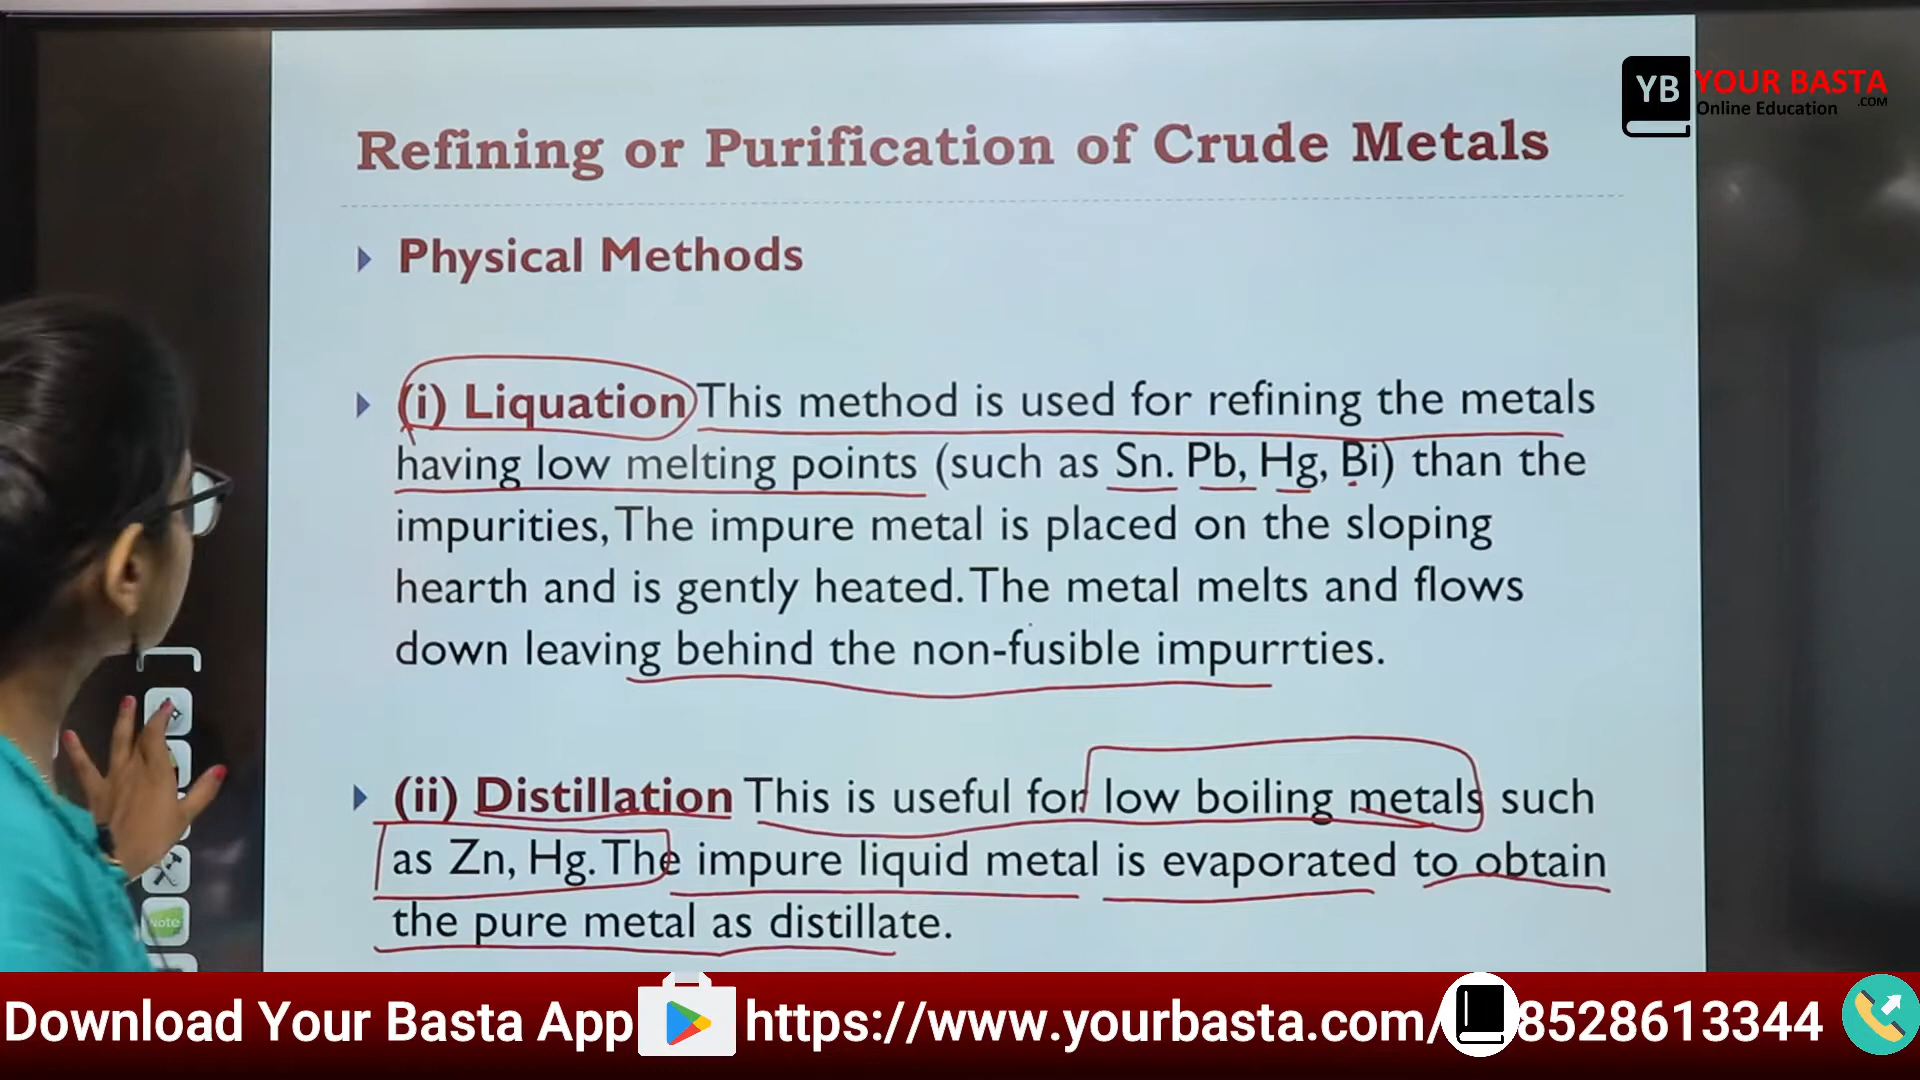 YB YOUR BASTA
.COM
Online Education
Refining or Purification of Crude Metals
Physical Methods
(i) Liquation This method is used for refining the metals
having low melting points (such as Sn. Pb, Hg, Bi) than the
impurities, The impure metal is placed on the sloping
hearth and is gently heated. The metal melts and flows
down leaving behind the non-fusible impurrties.
(ii) Distillation This is useful for low boiling metals such
as Zn, Hg. The impure liquid metal is evaporated to obtain
the pure metal as distillate.
Note
Download Your Basta App https://www.yourbasta.com/ 8528613344